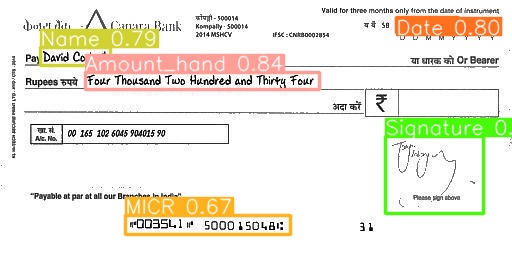 Valid for three months only from the date of instrument
Canara Bank
कोंपल्ली - 500014
Kompally - 500014
2014 MSHCV
IFSC : CNRB0002854
Name 0.79
Date 0.80
D D M M Y Y Y Y
Pay David
या धारक को Or Bearer
Amount_hand 0.84
Rupees रुपये Four Thousand Two Hundred and Thirty Four
अदा करें ₹
Signature 0.
खा. सं.
A/c. No.
00 165 102 6045 904015 90
Please sign above
"Payable at par at all our Branches in India"
MICR 0.67
⑈003541⑈ 500015048⑆ 31